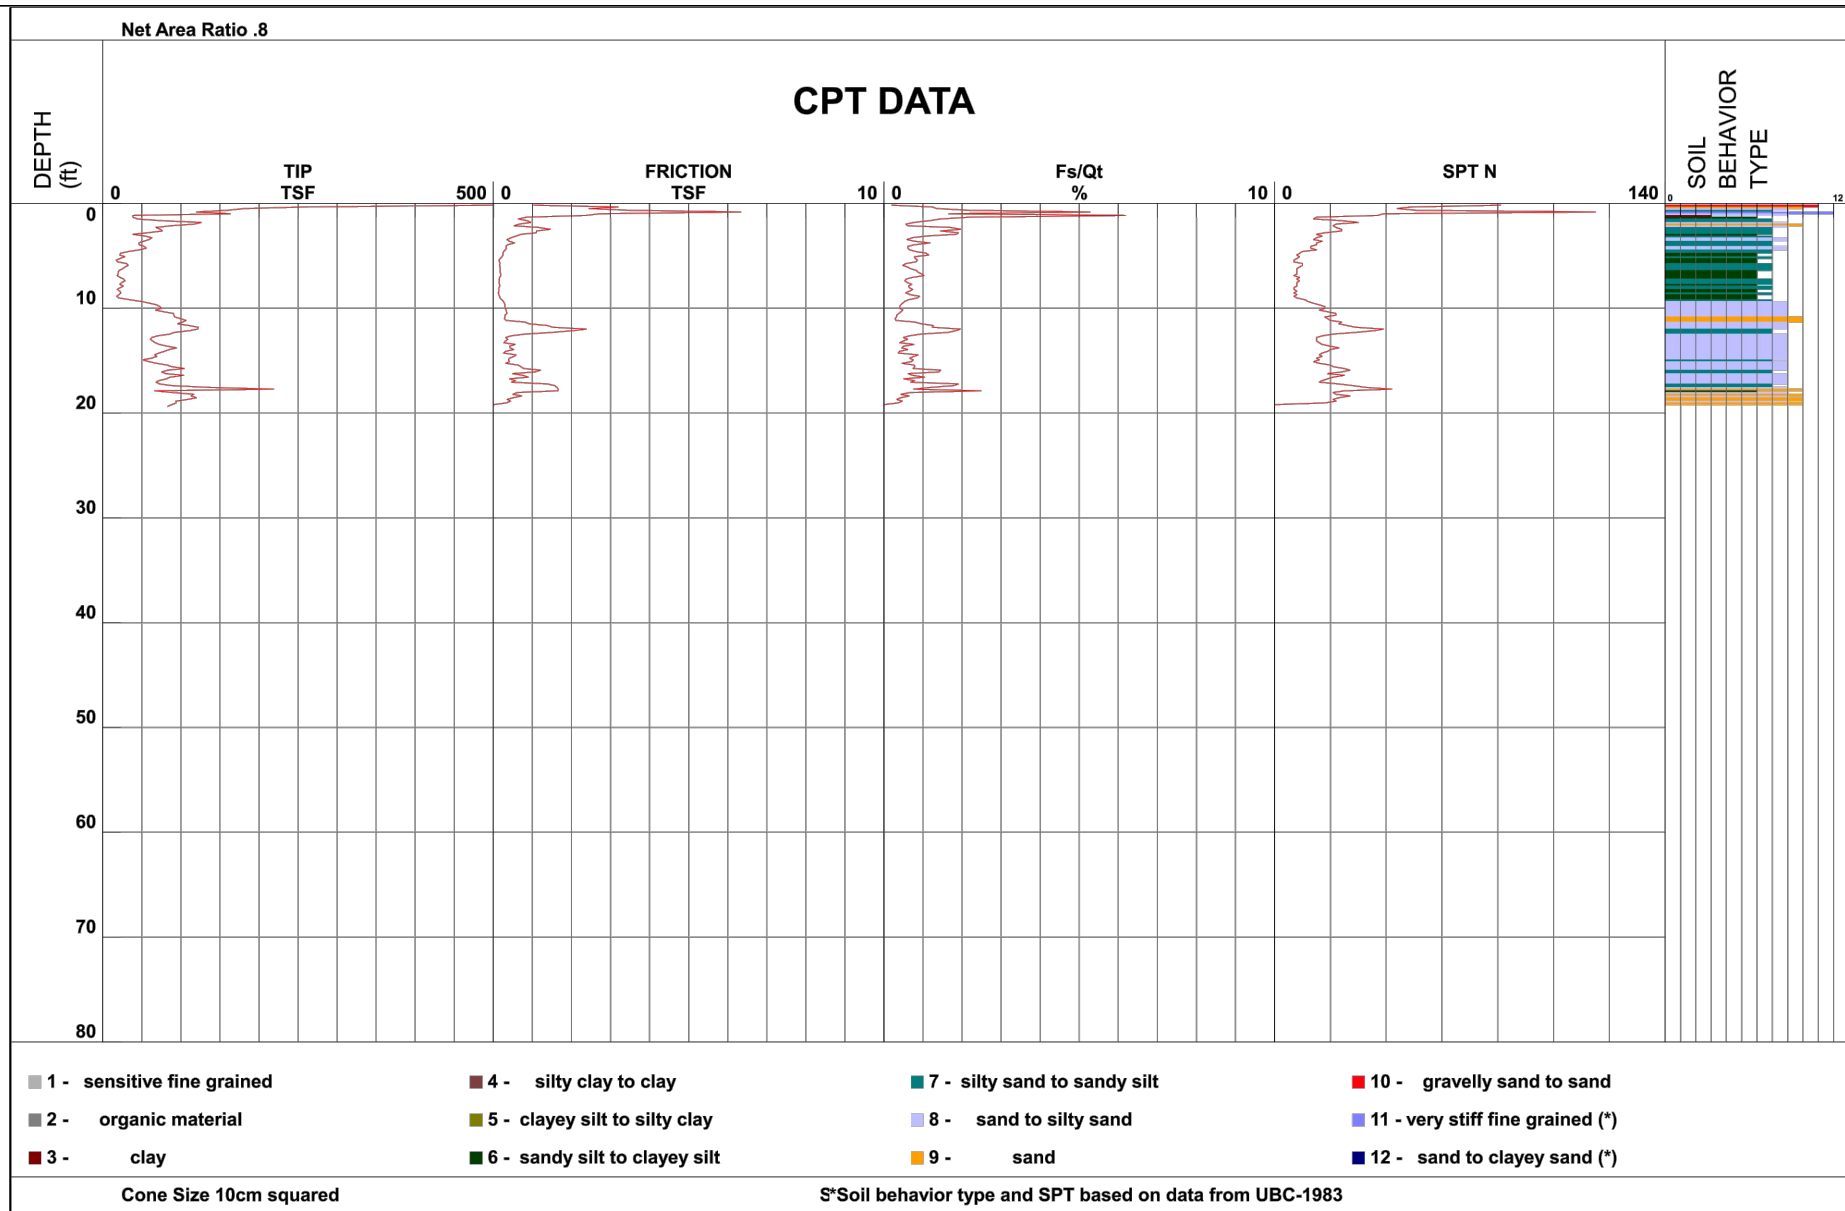 Net Area Ratio .8
CPT DATA
DEPTH
(ft)
SOIL
BEHAVIOR
TYPE
TIP
FRICTION
Fs/Qt
SPT N
0 TSF 500
0 TSF 10
0 % 10
0 140
0 12
0
10
20
30
40
50
60
70
80
1 - sensitive fine grained
4 - silty clay to clay
7 - silty sand to sandy silt
10 - gravelly sand to sand
2 - organic material
5 - clayey silt to silty clay
8 - sand to silty sand
11 - very stiff fine grained (*)
3 - clay
6 - sandy silt to clayey silt
9 - sand
12 - sand to clayey sand (*)
Cone Size 10cm squared
S*Soil behavior type and SPT based on data from UBC-1983